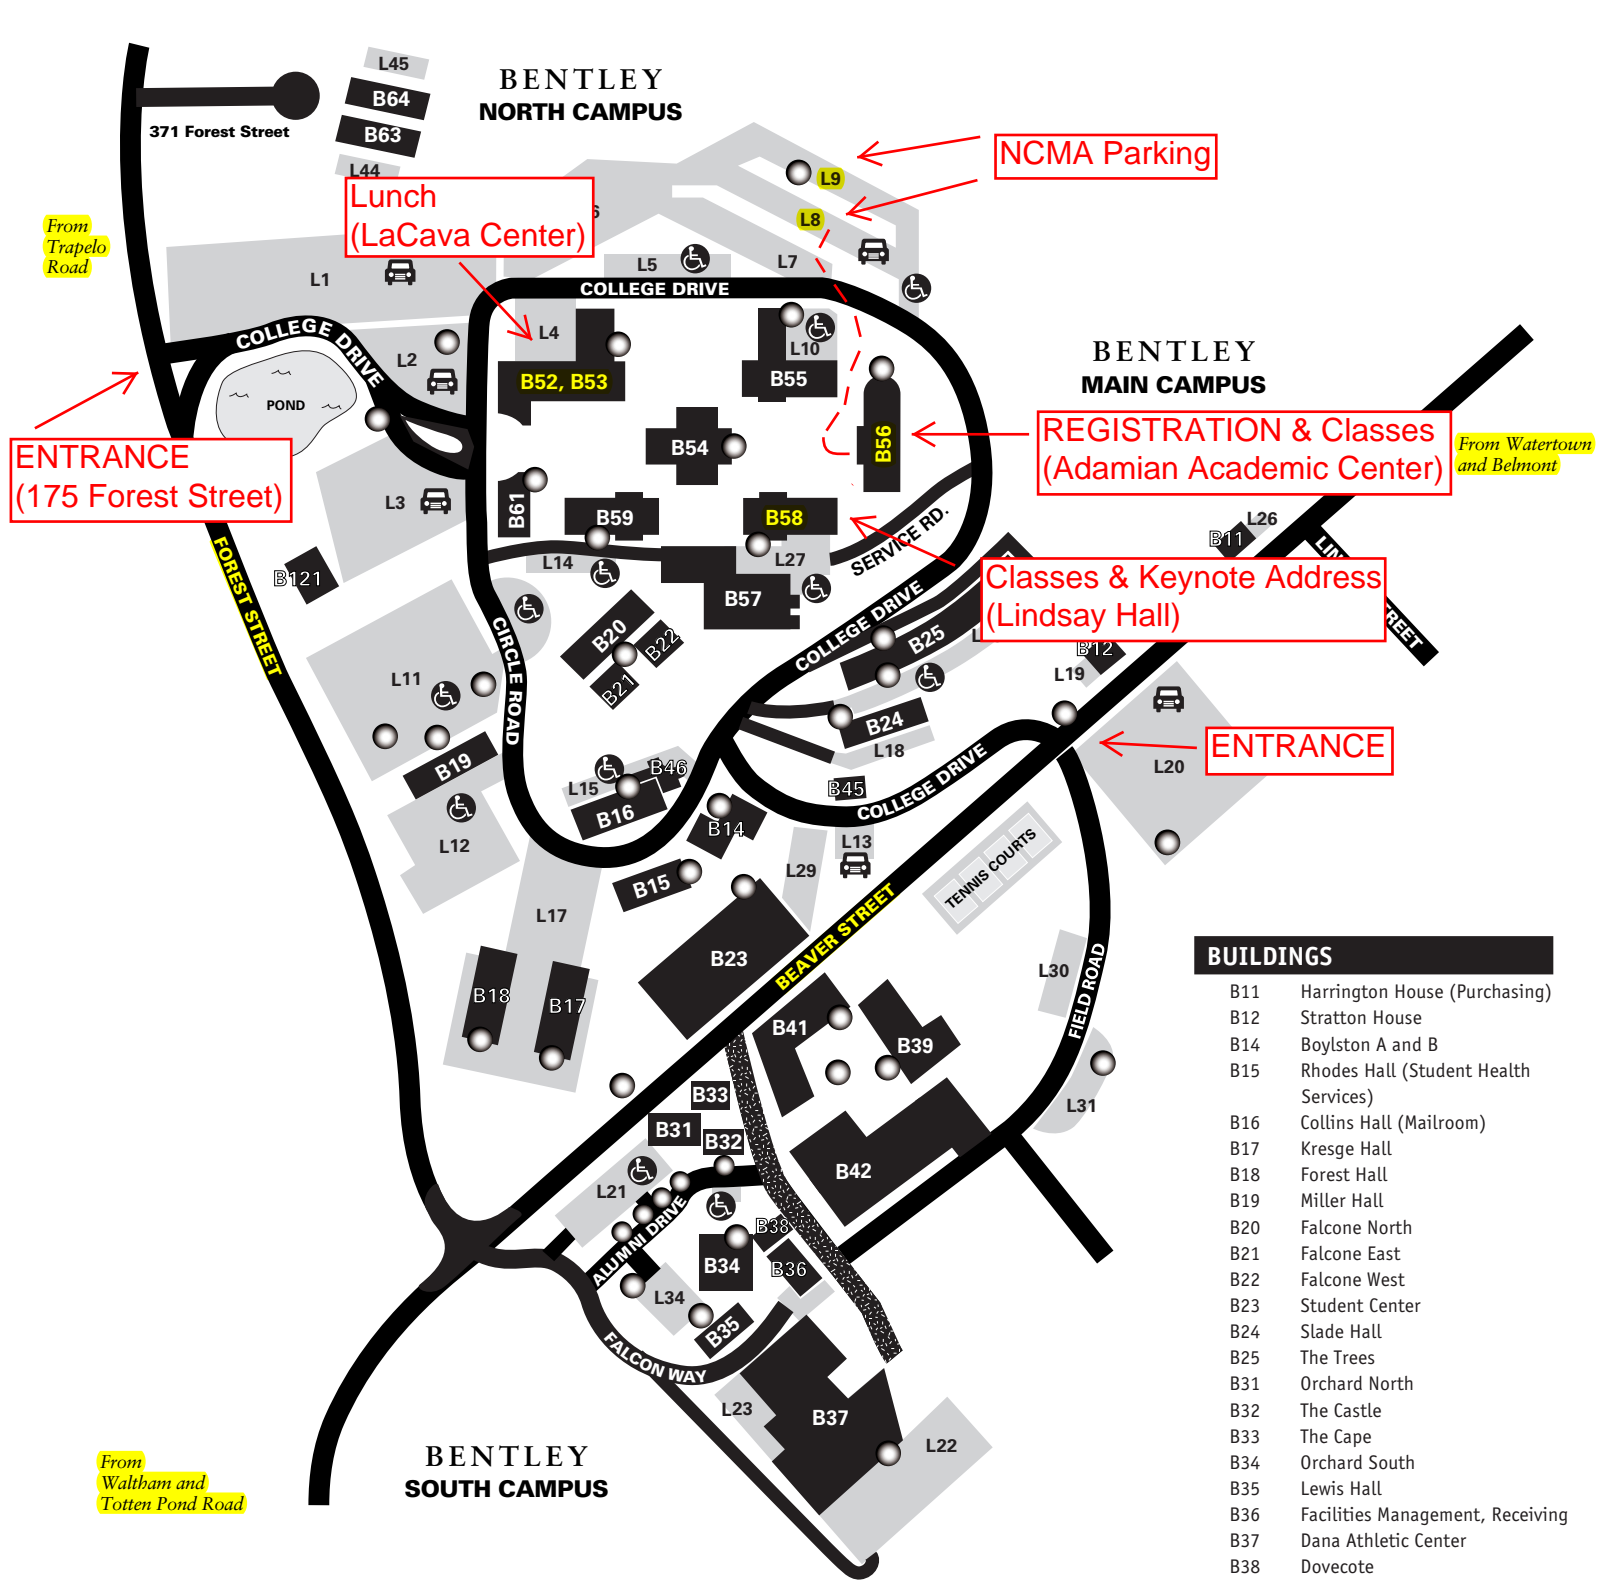 L45
B64
B63
L44
371 Forest Street
BENTLEY
NORTH CAMPUS
NCMA Parking
L9
L8
Lunch
(LaCava Center)
6
From
Trapelo
Road
L1
L5
L7
COLLEGE DRIVE
COLLEGE DRIVE
L2
L4
L10
B52, B53
B55
POND
BENTLEY
MAIN CAMPUS
ENTRANCE
(175 Forest Street)
B54
B56
REGISTRATION & Classes
(Adamian Academic Center)
From Watertown
and Belmont
L3
B61
B59
B58
SERVICE RD.
L26
B11
LIN
REET
FOREST STREET
B121
L14
L27
B57
Classes & Keynote Address
(Lindsay Hall)
COLLEGE DRIVE
CIRCLE ROAD
B20
B22
B21
B25
L
B12
L19
L11
B24
L18
ENTRANCE
L20
B19
L15
B46
B16
B45
COLLEGE DRIVE
L12
B14
L13
L29
TENNIS COURTS
B15
L17
BEAVER STREET
B23
B18
B17
L30
FIELD ROAD
B41
B39
B33
B31
B32
L31
B42
L21
ALUMNI DRIVE
B38
B34
B36
L34
B35
FALCON WAY
L23
B37
L22
From
Waltham and
Totten Pond Road
BENTLEY
SOUTH CAMPUS
BUILDINGS
B11 Harrington House (Purchasing)
B12 Stratton House
B14 Boylston A and B
B15 Rhodes Hall (Student Health
Services)
B16 Collins Hall (Mailroom)
B17 Kresge Hall
B18 Forest Hall
B19 Miller Hall
B20 Falcone North
B21 Falcone East
B22 Falcone West
B23 Student Center
B24 Slade Hall
B25 The Trees
B31 Orchard North
B32 The Castle
B33 The Cape
B34 Orchard South
B35 Lewis Hall
B36 Facilities Management, Receiving
B37 Dana Athletic Center
B38 Dovecote